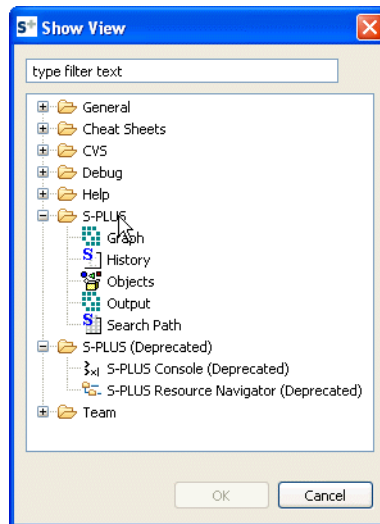 S+ Show View
type filter text
General
Cheat Sheets
CVS
Debug
Help
S-PLUS
Graph
History
Objects
Output
Search Path
S-PLUS (Deprecated)
S-PLUS Console (Deprecated)
S-PLUS Resource Navigator (Deprecated)
Team
OK
Cancel